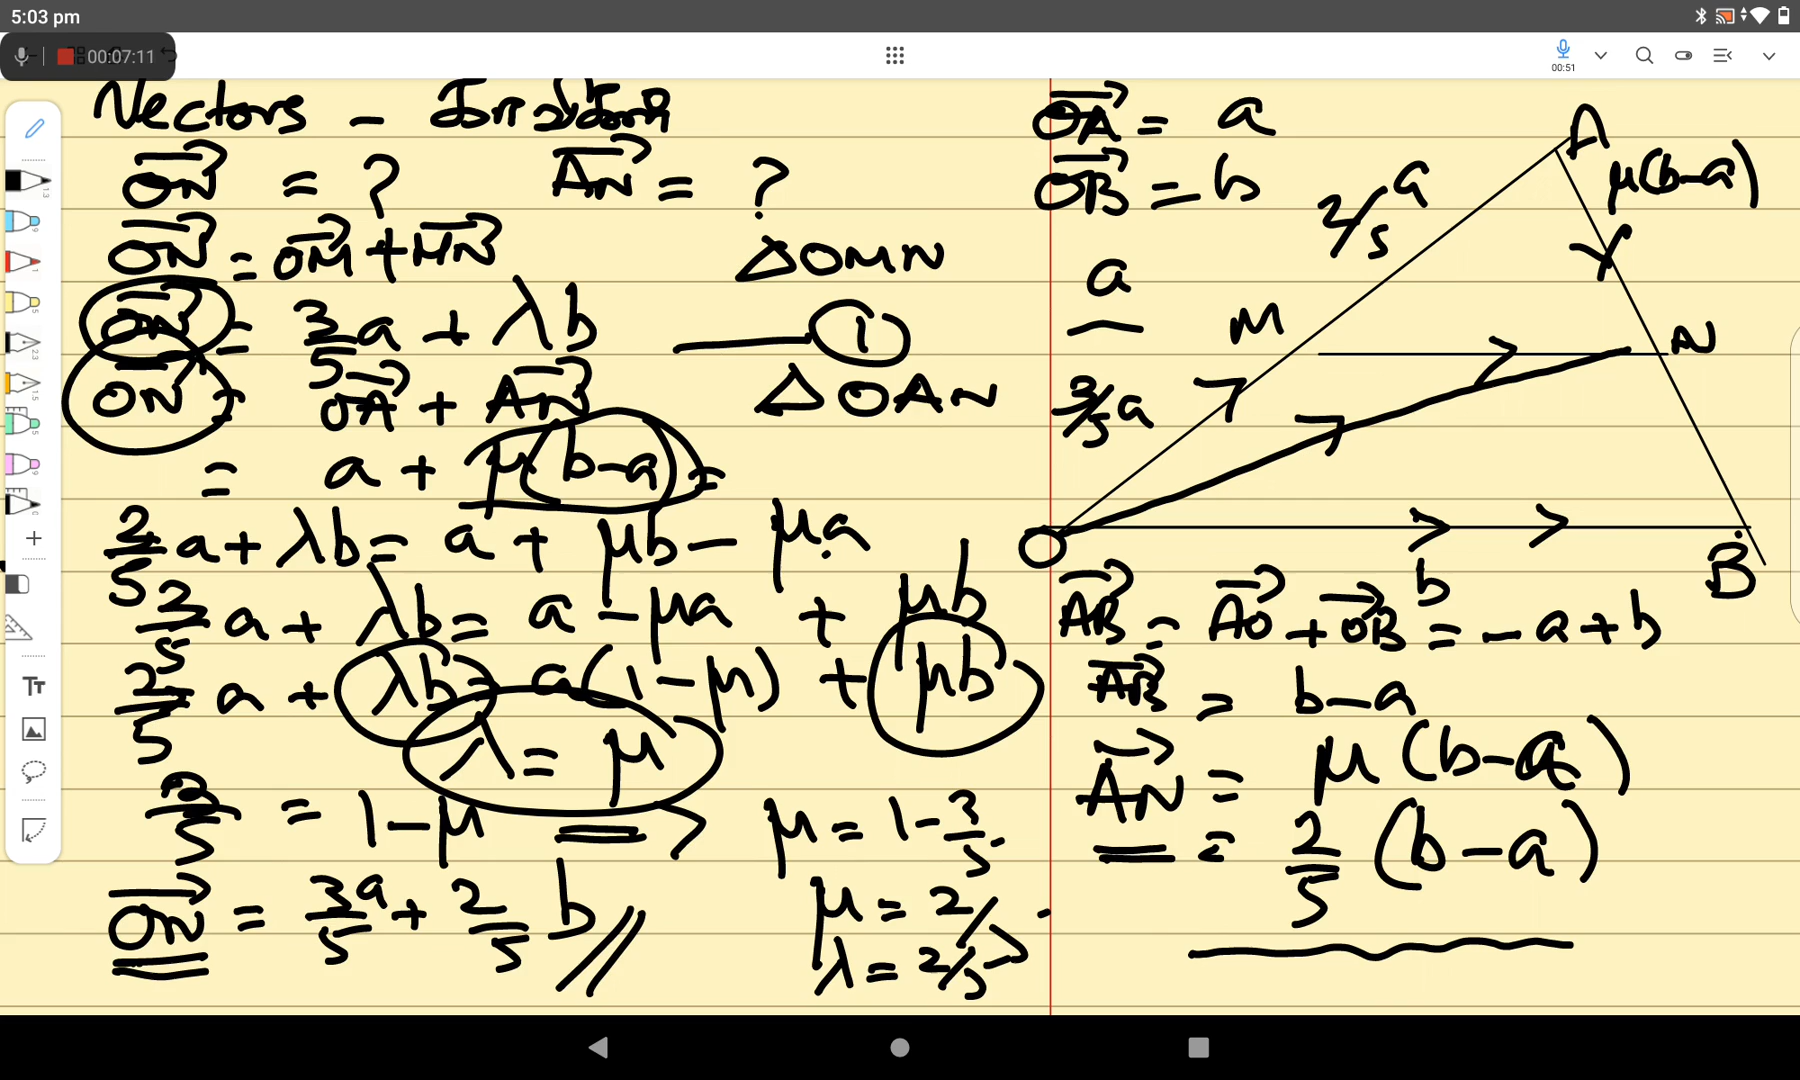 5:03 pm
00:07:11
00:51
Vectors -
ON = ? AN = ?
ON = OM + MN △OMN
ON = 3/5 a + λb ①
ON = OA + AN △OAN
= a + μ(b-a) =
2/5 a + λb = a + μb - μa
3/5 a + λb = a - μa + μb
2/5 a + λb = a(1-μ) + μb
λ = μ
3/5 = 1-μ ⇒ μ = 1 - 3/5
μ = 2/5
ON = 3/5 a + 2/5 b
λ = 2/5
OA = a
OB = b
A
μ(b-a)
2/5 a
a
M
N
3/5 a
O
B
b
AB = AO + OB = -a + b
AB = b-a
AN = μ(b-a)
= 2/5 (b-a)
Tт